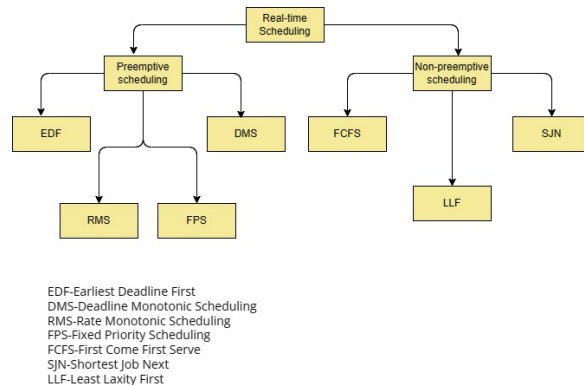 Real-time
Scheduling
Preemptive
scheduling
Non-preemptive
scheduling
EDF
DMS
FCFS
SJN
RMS
FPS
LLF
EDF-Earliest Deadline First
DMS-Deadline Monotonic Scheduling
RMS-Rate Monotonic Scheduling
FPS-Fixed Priority Scheduling
FCFS-First Come First Serve
SJN-Shortest Job Next
LLF-Least Laxity First